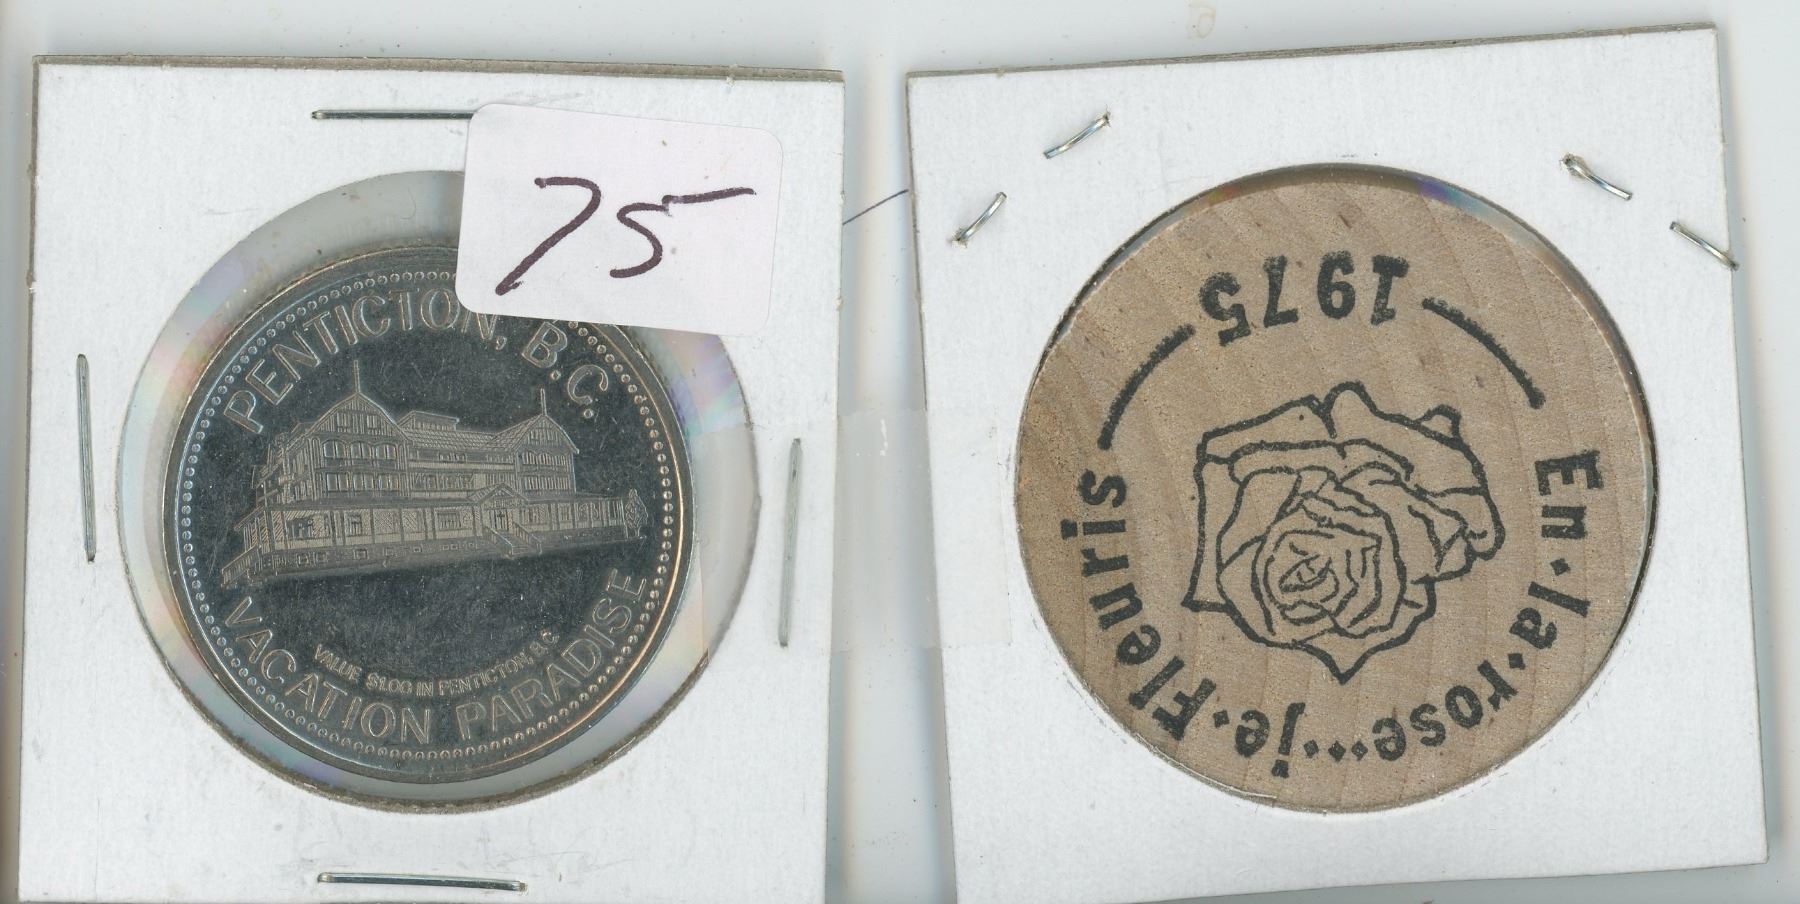 75
PENTICTON, B.C.
VALUE $1.00 IN PENTICTON, B.C.
VACATION PARADISE
En•la•rose•••je•Fleuris
1975